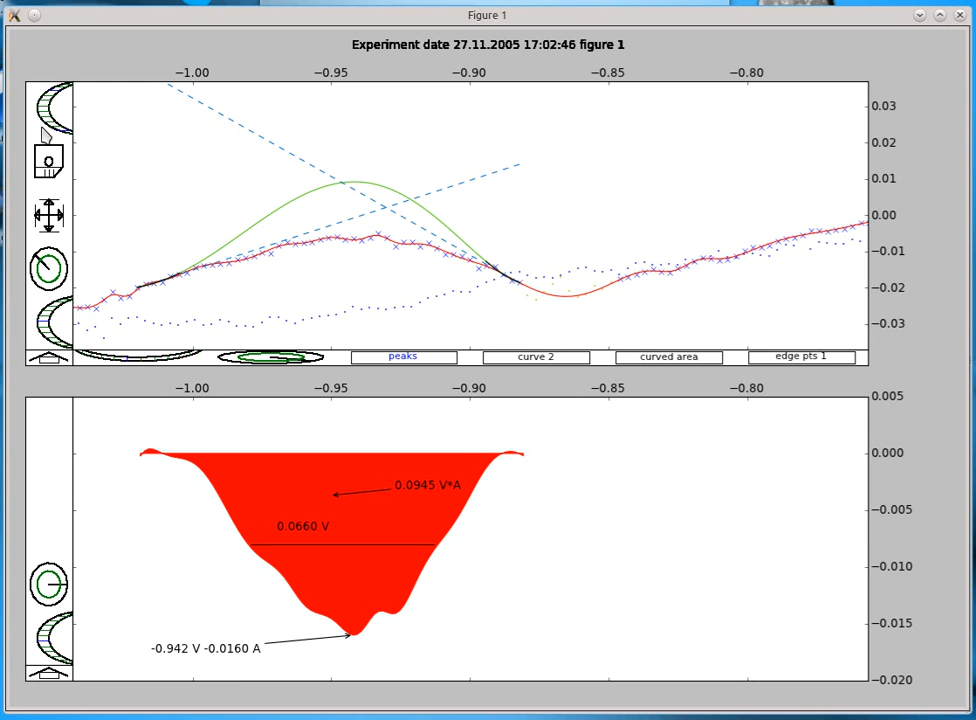 Figure 1
Experiment date 27.11.2005 17:02:46 figure 1
−1.00 −0.95 −0.90 −0.85 −0.80
0.03
0.02
0.01
0.00
−0.01
−0.02
−0.03
peaks curve 2 curved area edge pts 1
−1.00 −0.95 −0.90 −0.85 −0.80
0.005
0.000
0.0945 V*A
−0.005
0.0660 V
−0.010
−0.015
-0.942 V -0.0160 A
−0.020